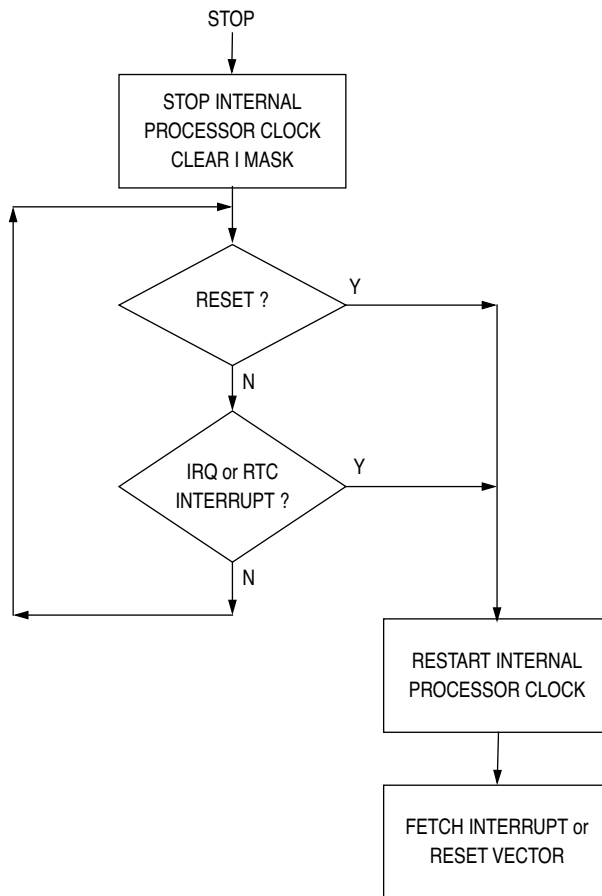 STOP
STOP INTERNAL
PROCESSOR CLOCK
CLEAR I MASK
RESET ?
Y
N
IRQ or RTC
INTERRUPT ?
Y
N
RESTART INTERNAL
PROCESSOR CLOCK
FETCH INTERRUPT or
RESET VECTOR